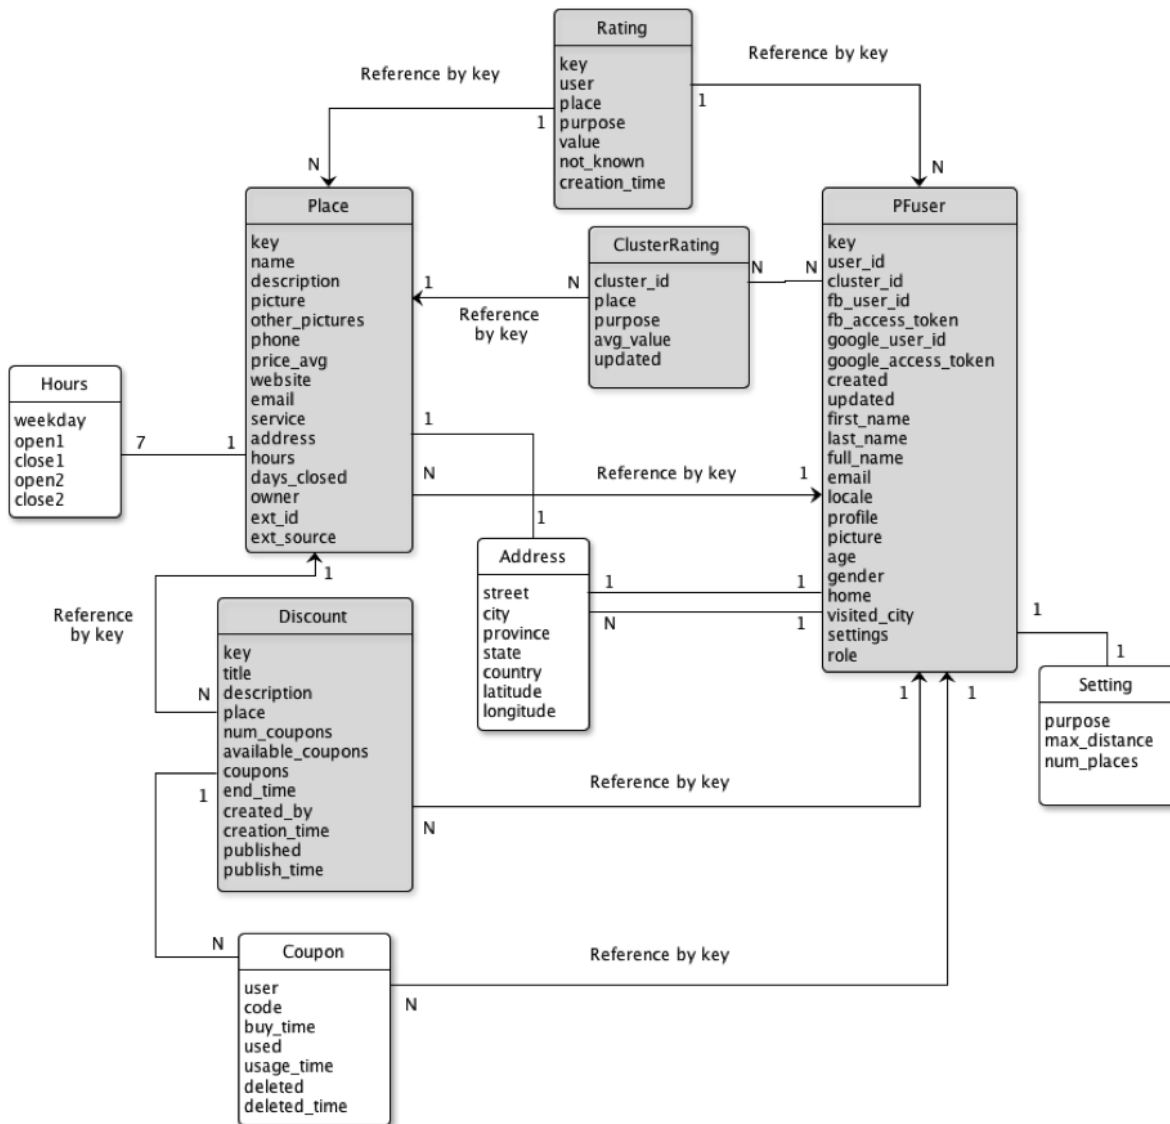 Rating
key
user
place
purpose
value
not_known
creation_time
Reference by key
1
N
Reference by key
1
N
Place
key
name
description
picture
other_pictures
phone
price_avg
website
email
service
address
hours
days_closed
owner
ext_id
ext_source
ClusterRating
cluster_id
place
purpose
avg_value
updated
N
N
1
N
Reference
by key
PFuser
key
user_id
cluster_id
fb_user_id
fb_access_token
google_user_id
google_access_token
created
updated
first_name
last_name
full_name
email
locale
profile
picture
age
gender
home
visited_city
settings
role
Hours
weekday
open1
close1
open2
close2
7
1
1
1
N
Reference by key
1
Address
street
city
province
state
country
latitude
longitude
1
1
N
1
1
1
Setting
purpose
max_distance
num_places
1
Reference
by key
N
Discount
key
title
description
place
num_coupons
available_coupons
coupons
end_time
created_by
creation_time
published
publish_time
1
N
Reference by key
N
1
1
Coupon
user
code
buy_time
used
usage_time
deleted
deleted_time
Reference by key
N